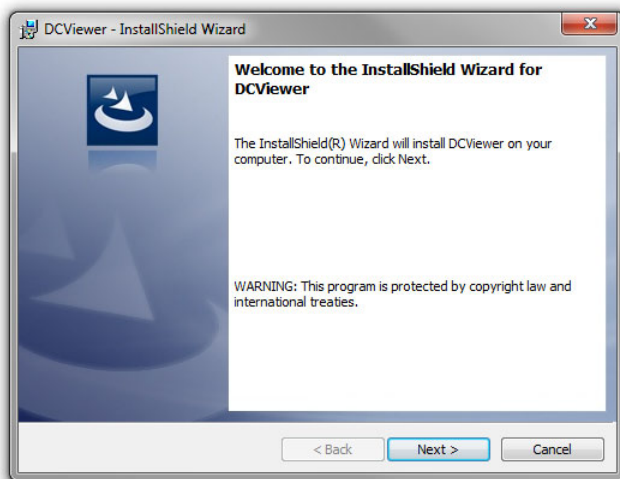 DCViewer - InstallShield Wizard
Welcome to the InstallShield Wizard for
DCViewer
The InstallShield(R) Wizard will install DCViewer on your
computer. To continue, click Next.
WARNING: This program is protected by copyright law and
international treaties.
< Back Next > Cancel